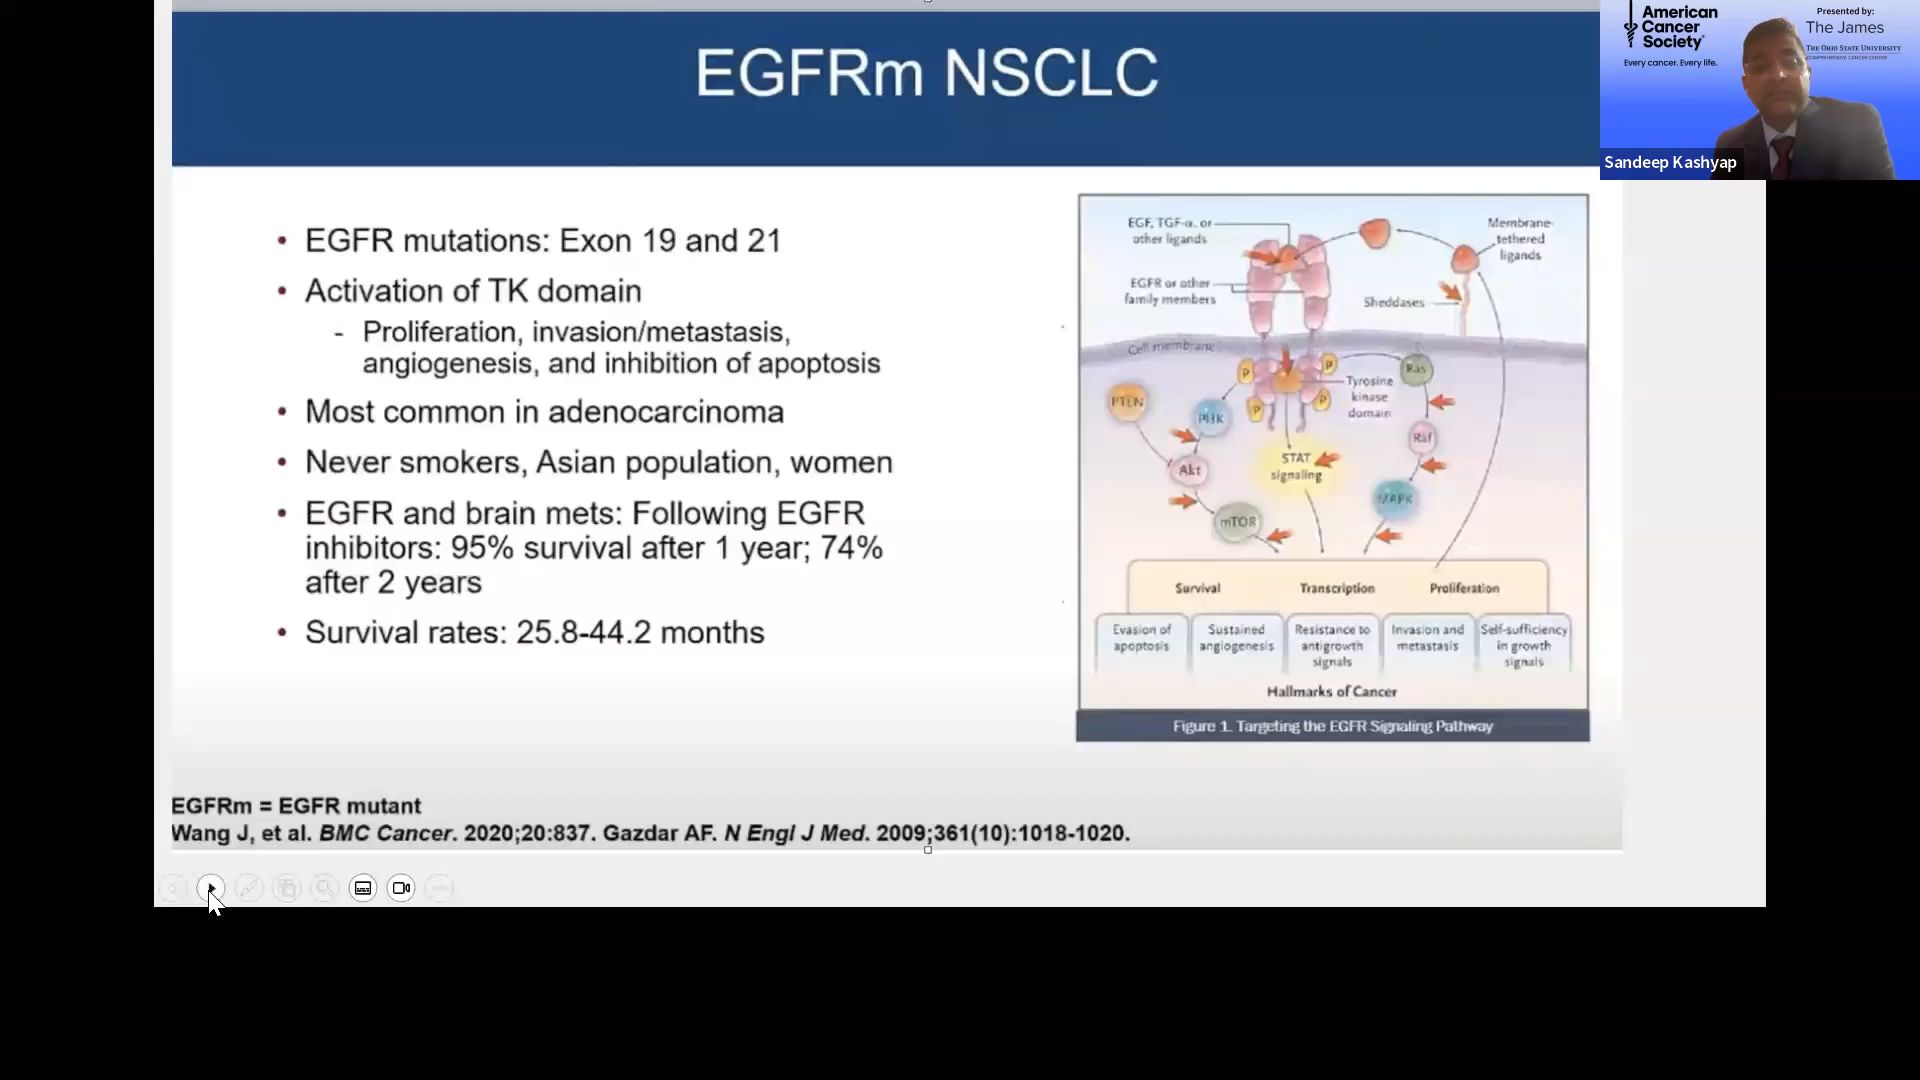 EGFRm NSCLC
American
Cancer
Society
Every cancer. Every life.
Presented by:
The James
THE OHIO STATE UNIVERSITY
COMPREHENSIVE CANCER CENTER
Sandeep Kashyap
• EGFR mutations: Exon 19 and 21
• Activation of TK domain
- Proliferation, invasion/metastasis,
angiogenesis, and inhibition of apoptosis
• Most common in adenocarcinoma
• Never smokers, Asian population, women
• EGFR and brain mets: Following EGFR
inhibitors: 95% survival after 1 year; 74%
after 2 years
• Survival rates: 25.8-44.2 months
EGF, TGF-α, or
other ligands
Membrane-
tethered
ligands
EGFR or other
family members
Sheddases
Cell membrane
P
P
P
P
Ras
Tyrosine
kinase
domain
PTEN
PI3K
Raf
STAT
signaling
Akt
MAPK
mTOR
Survival
Transcription
Proliferation
Evasion of
apoptosis
Sustained
angiogenesis
Resistance to
antigrowth
signals
Invasion and
metastasis
Self-sufficiency
in growth
signals
Hallmarks of Cancer
Figure 1. Targeting the EGFR Signaling Pathway
EGFRm = EGFR mutant
Wang J, et al. BMC Cancer. 2020;20:837. Gazdar AF. N Engl J Med. 2009;361(10):1018-1020.